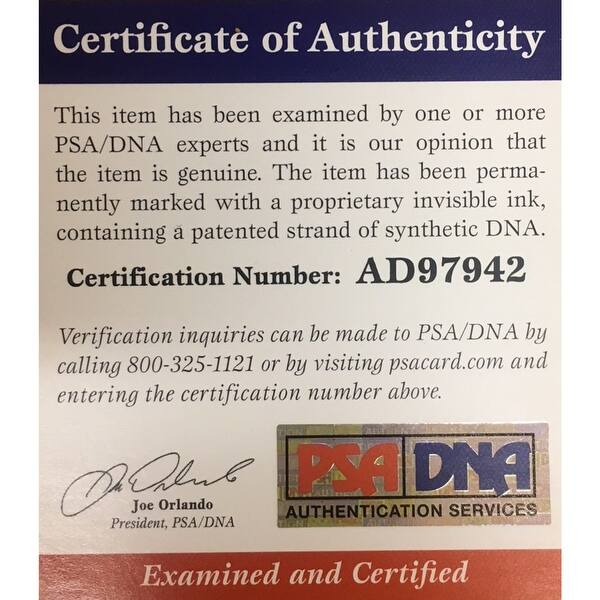 Certificate of Authenticity
This item has been examined by one or more
PSA/DNA experts and it is our opinion that
the item is genuine. The item has been perma-
nently marked with a proprietary invisible ink,
containing a patented strand of synthetic DNA.
Certification Number: AD97942
Verification inquiries can be made to PSA/DNA by
calling 800-325-1121 or by visiting psacard.com and
entering the certification number above.
Joe Orlando
President, PSA/DNA
PSA DNA
AUTHENTICATION SERVICES
Examined and Certified